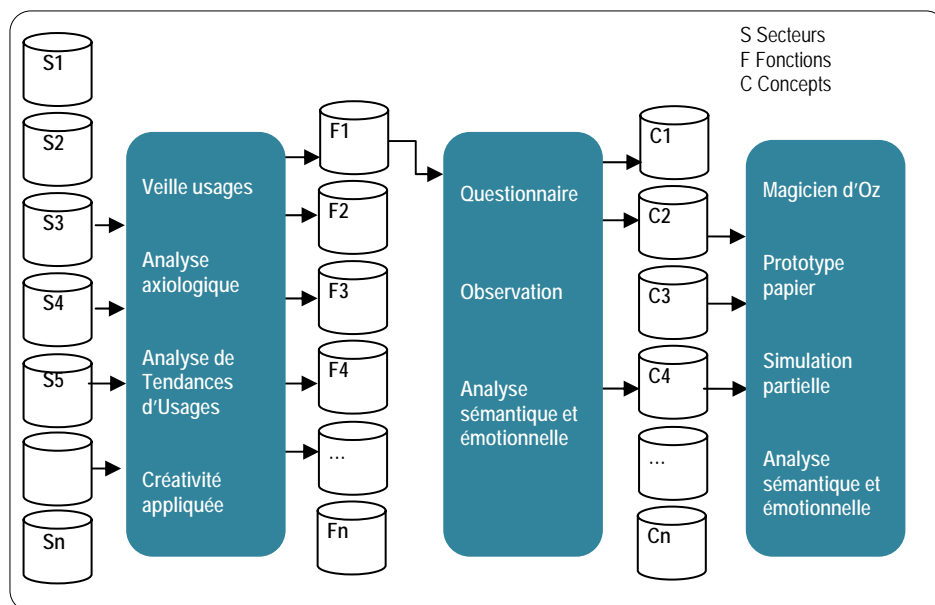 S Secteurs
F Fonctions
C Concepts
S1
S2
S3
S4
S5
Sn
Veille usages
Analyse
axiologique
Analyse de
Tendances
d'Usages
Créativité
appliquée
F1
F2
F3
F4
...
Fn
Questionnaire
Observation
Analyse
sémantique et
émotionnelle
C1
C2
C3
C4
...
Cn
Magicien d'Oz
Prototype
papier
Simulation
partielle
Analyse
sémantique et
émotionnelle